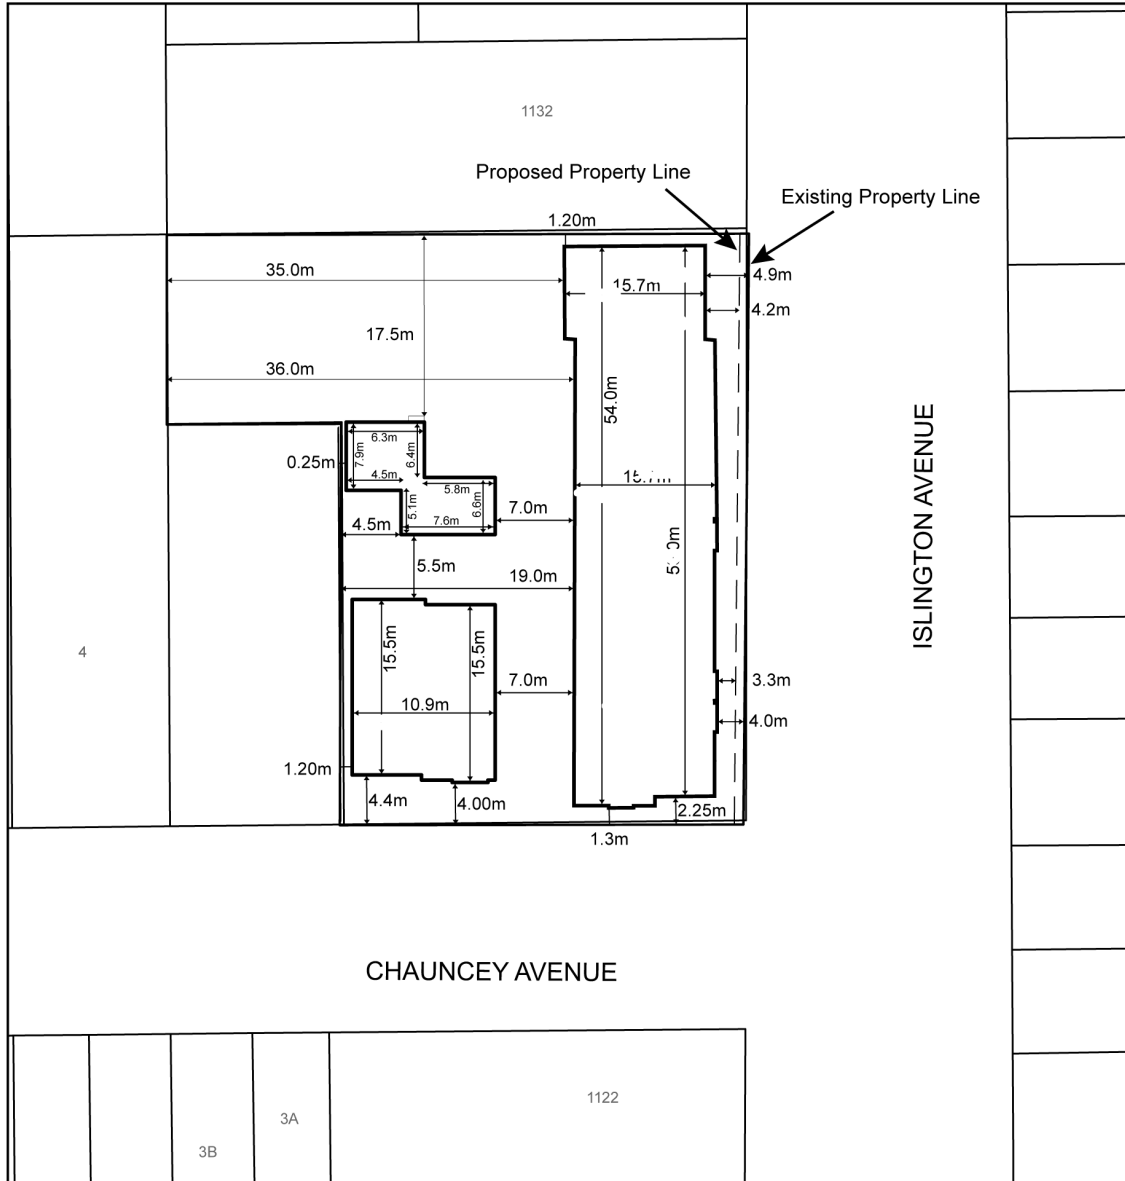 1132
Proposed Property Line
Existing Property Line
1.20m
35.0m
4.9m
15.7m
4.2m
17.5m
36.0m
54.0m
6.3m
7.9m
6.4m
0.25m
4.5m
5.8m
5.1m
6.6m
7.6m
7.0m
4.5m
5.5m
19.0m
ISLINGTON AVENUE
4
15.5m
15.5m
7.0m
3.3m
10.9m
4.0m
1.20m
4.4m
4.00m
2.25m
1.3m
CHAUNCEY AVENUE
1122
3A
3B